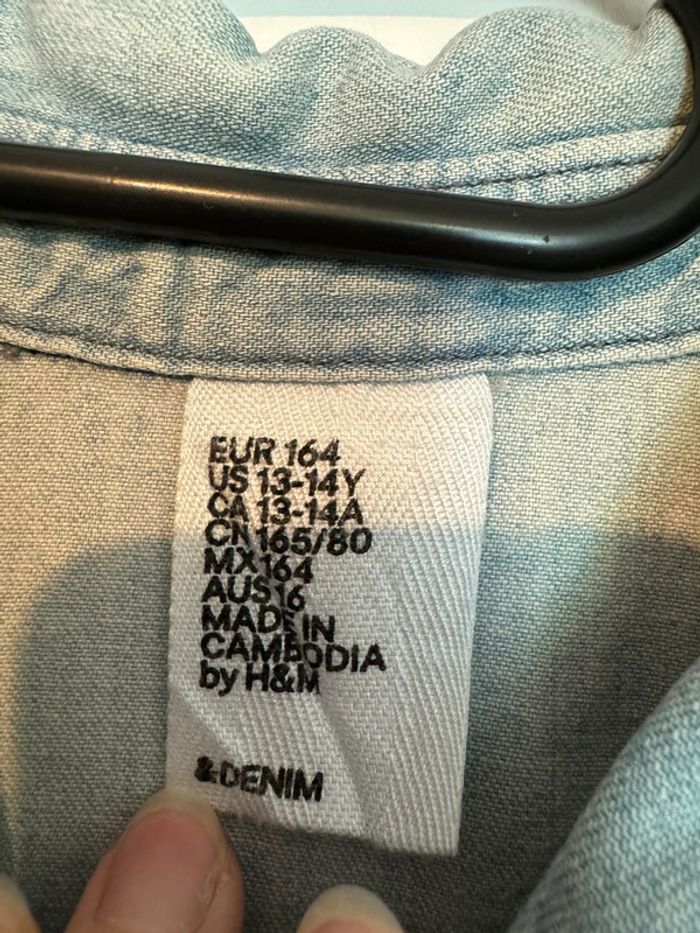 EUR 164
US 13-14Y
CA 13-14A
CN 165/80
MX 164
AUS 16
MADE IN
CAMBODIA
by H&M
&DENIM